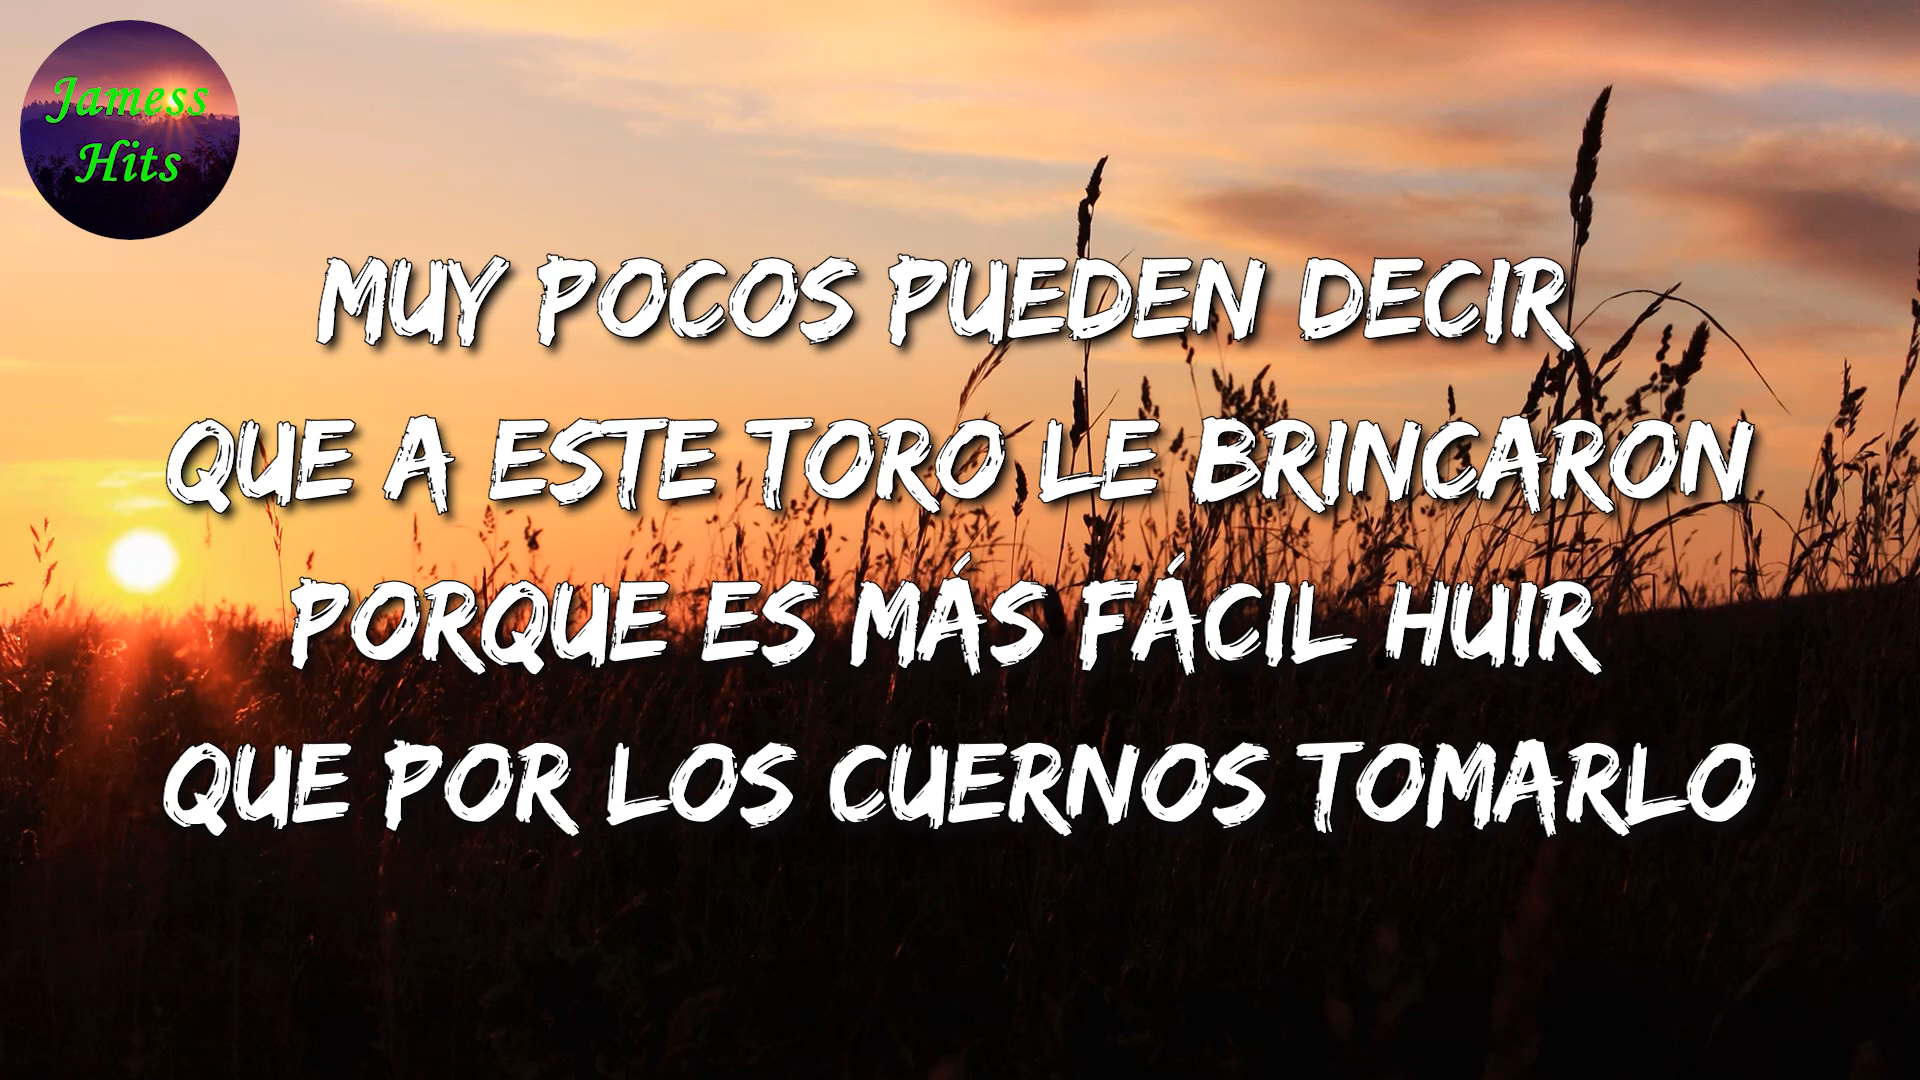 Jamess
Hits
MUY POCOS PUEDEN DECIR
QUE A ESTE TORO LE BRINCARON
PORQUE ES MÁS FÁCIL HUIR
QUE POR LOS CUERNOS TOMARLO